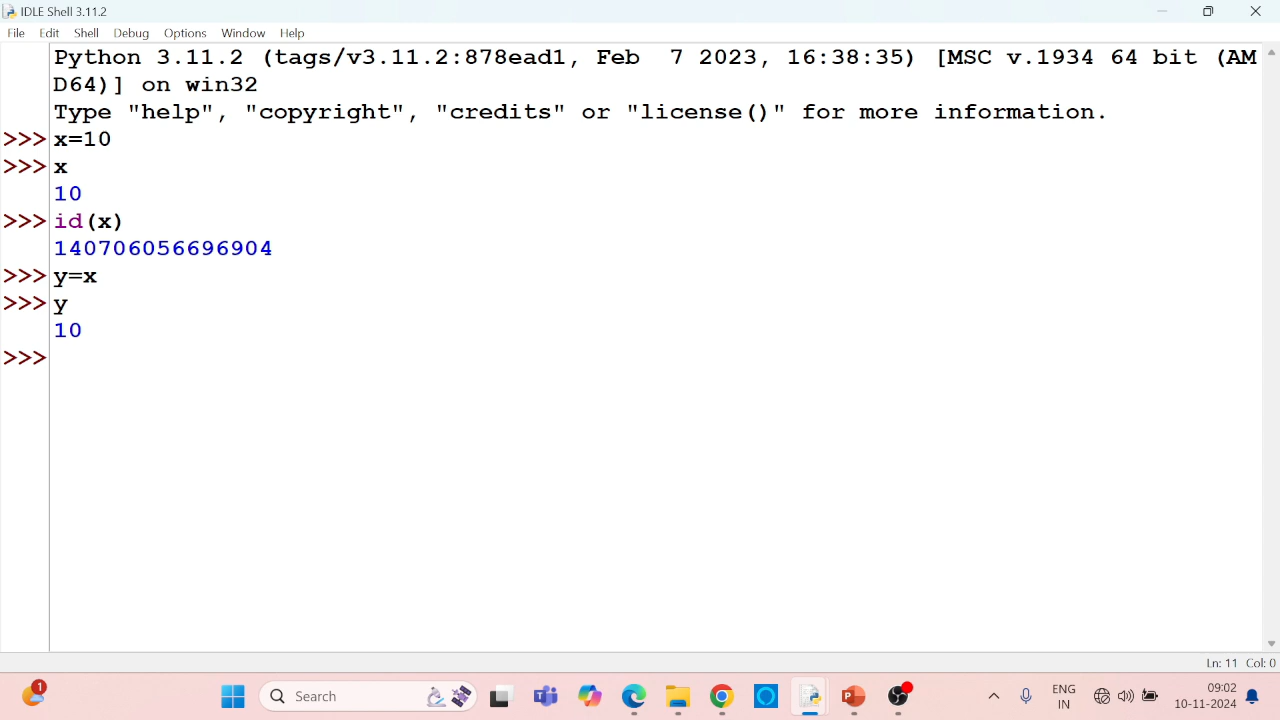 IDLE Shell 3.11.2
File Edit Shell Debug Options Window Help
Python 3.11.2 (tags/v3.11.2:878ead1, Feb  7 2023, 16:38:35) [MSC v.1934 64 bit (AM
D64)] on win32
Type "help", "copyright", "credits" or "license()" for more information.
>>> x=10
>>> x
10
>>> id(x)
140706056696904
>>> y=x
>>> y
10
>>>
Ln: 11 Col: 0
1 Search ENG 09:02
IN 10-11-2024